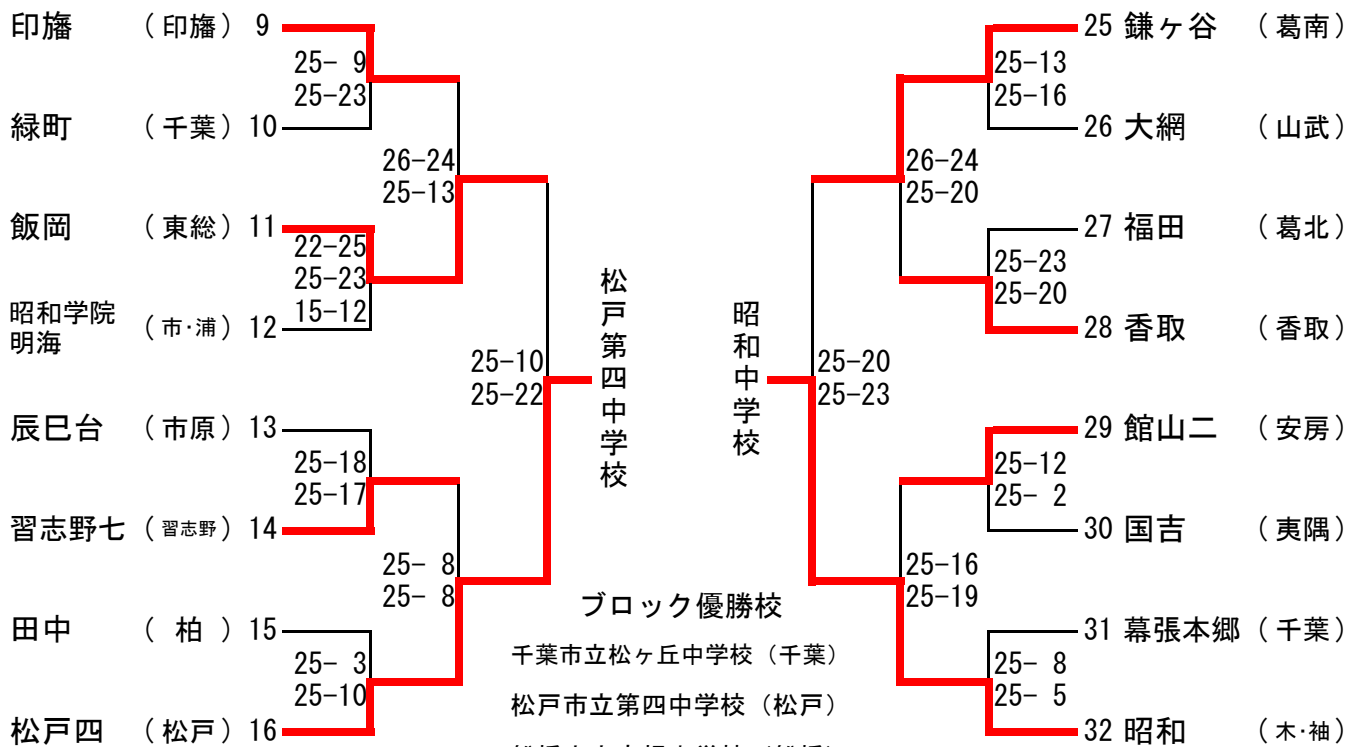 印旛 （印旛） 9
25- 9
25-23
緑町 （千葉） 10
26-24
25-13
飯岡 （東総） 11
22-25
25-23
15-12
昭和学院
明海 （市･浦） 12
25-10
25-22
辰巳台 （市原） 13
25-18
25-17
習志野七 （習志野） 14
25- 8
25- 8
田中 （ 柏 ） 15
25- 3
25-10
松戸四 （松戸） 16
松戸第四中学校
昭和中学校
ブロック優勝校
千葉市立松ヶ丘中学校（千葉）
松戸市立第四中学校（松戸）
25 鎌ヶ谷 （葛南）
25-13
25-16
26 大網 （山武）
26-24
25-20
27 福田 （葛北）
25-23
25-20
28 香取 （香取）
25-20
25-23
29 館山二 （安房）
25-12
25- 2
30 国吉 （夷隅）
25-16
25-19
31 幕張本郷 （千葉）
25- 8
25- 5
32 昭和 （木･袖）